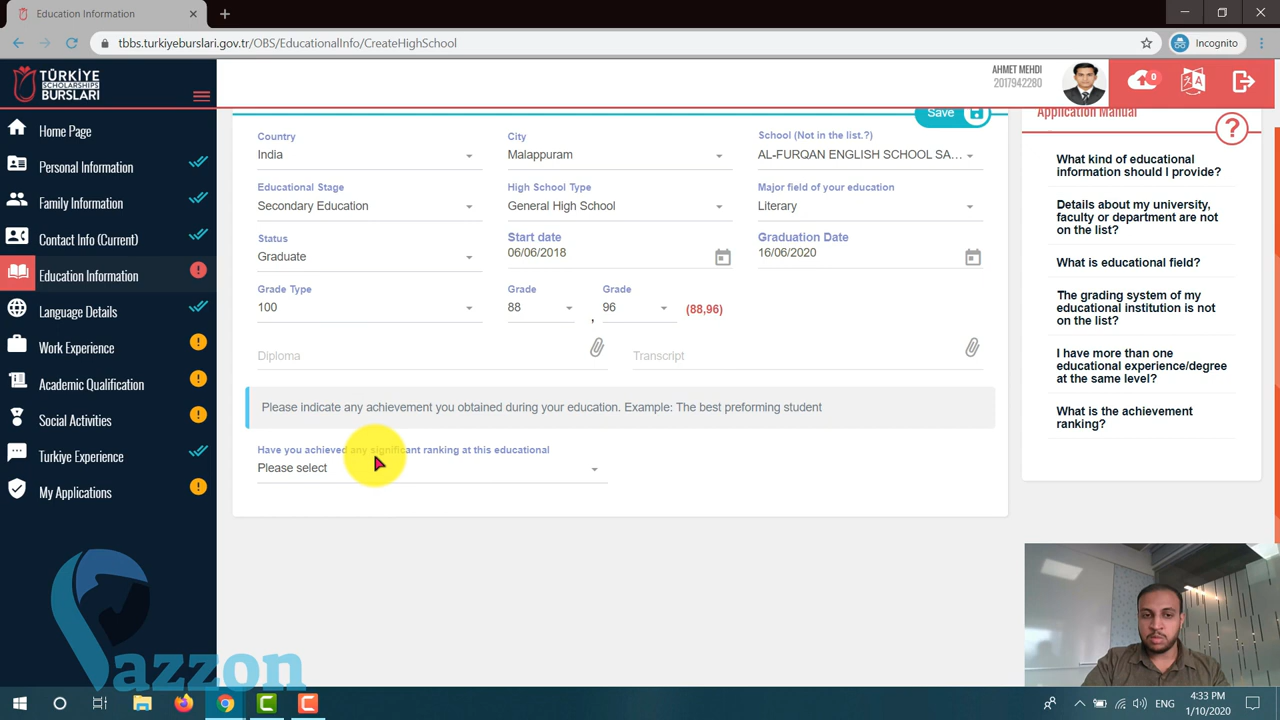 Education Information
tbbs.turkiyeburslari.gov.tr/OBS/EducationalInfo/CreateHighSchool
Incognito
TÜRKİYE
SCHOLARSHIPS
BURSLARI
AHMET MEHDI
2017942280
0
Home Page
Personal Information
Family Information
Contact Info (Current)
Education Information
Language Details
Work Experience
Academic Qualification
Social Activities
Turkiye Experience
My Applications
Save
Country
India
City
Malappuram
School (Not in the list.?)
AL-FURQAN ENGLISH SCHOOL SA...
Educational Stage
Secondary Education
High School Type
General High School
Major field of your education
Literary
Status
Graduate
Start date
06/06/2018
Graduation Date
16/06/2020
Grade Type
100
Grade
88
,
Grade
96
(88,96)
Diploma
Transcript
Please indicate any achievement you obtained during your education. Example: The best preforming student
Have you achieved any significant ranking at this educational
Please select
Application Manual
?
What kind of educational
information should I provide?
Details about my university,
faculty or department are not
on the list?
What is educational field?
The grading system of my
educational institution is not
on the list?
I have more than one
educational experience/degree
at the same level?
What is the achievement
ranking?
Pazzon
ENG
4:33 PM
1/10/2020